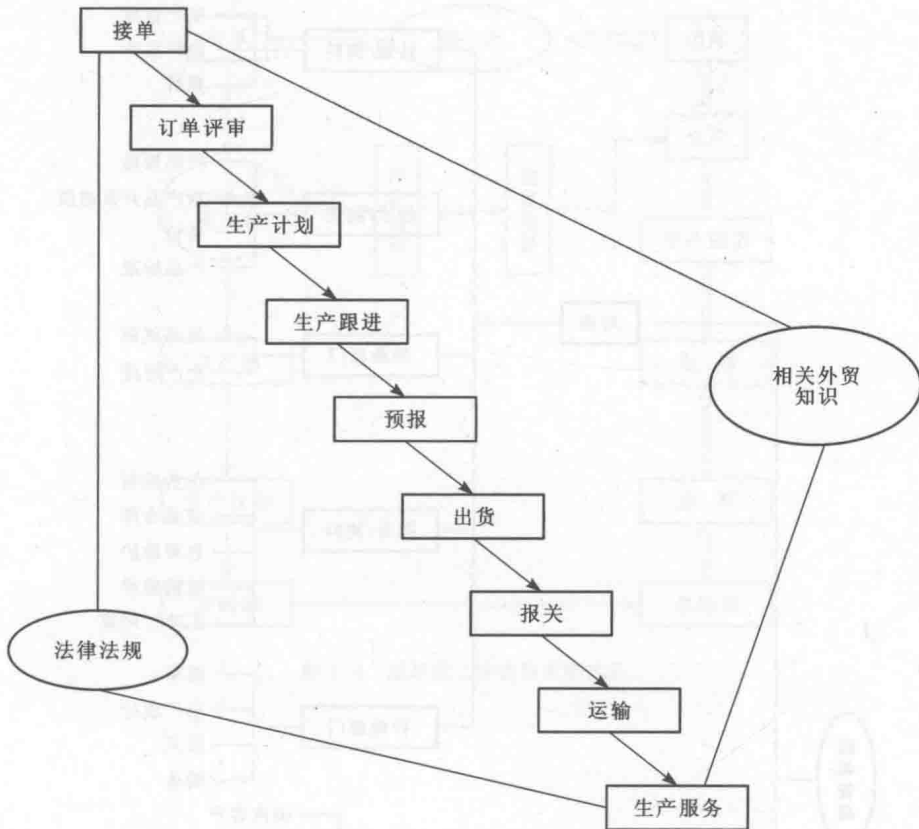 接单
订单评审
生产计划
生产跟进
预报
出货
报关
运输
生产服务
相关外贸
知识
法律法规